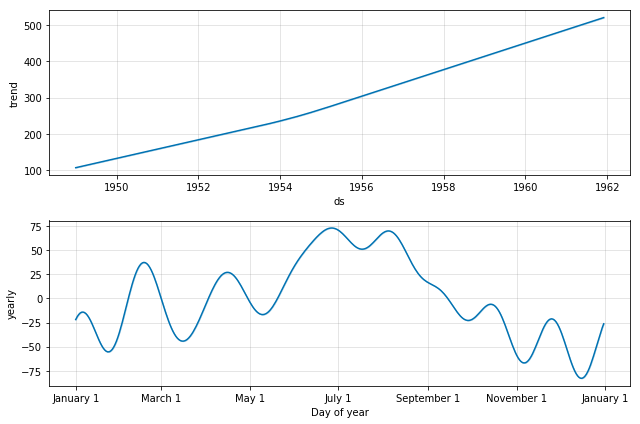 500
400
300
200
100
trend
1950 1952 1954 1956 1958 1960 1962
ds
75
50
25
0
−25
−50
−75
yearly
January 1 March 1 May 1 July 1 September 1 November 1 January 1
Day of year